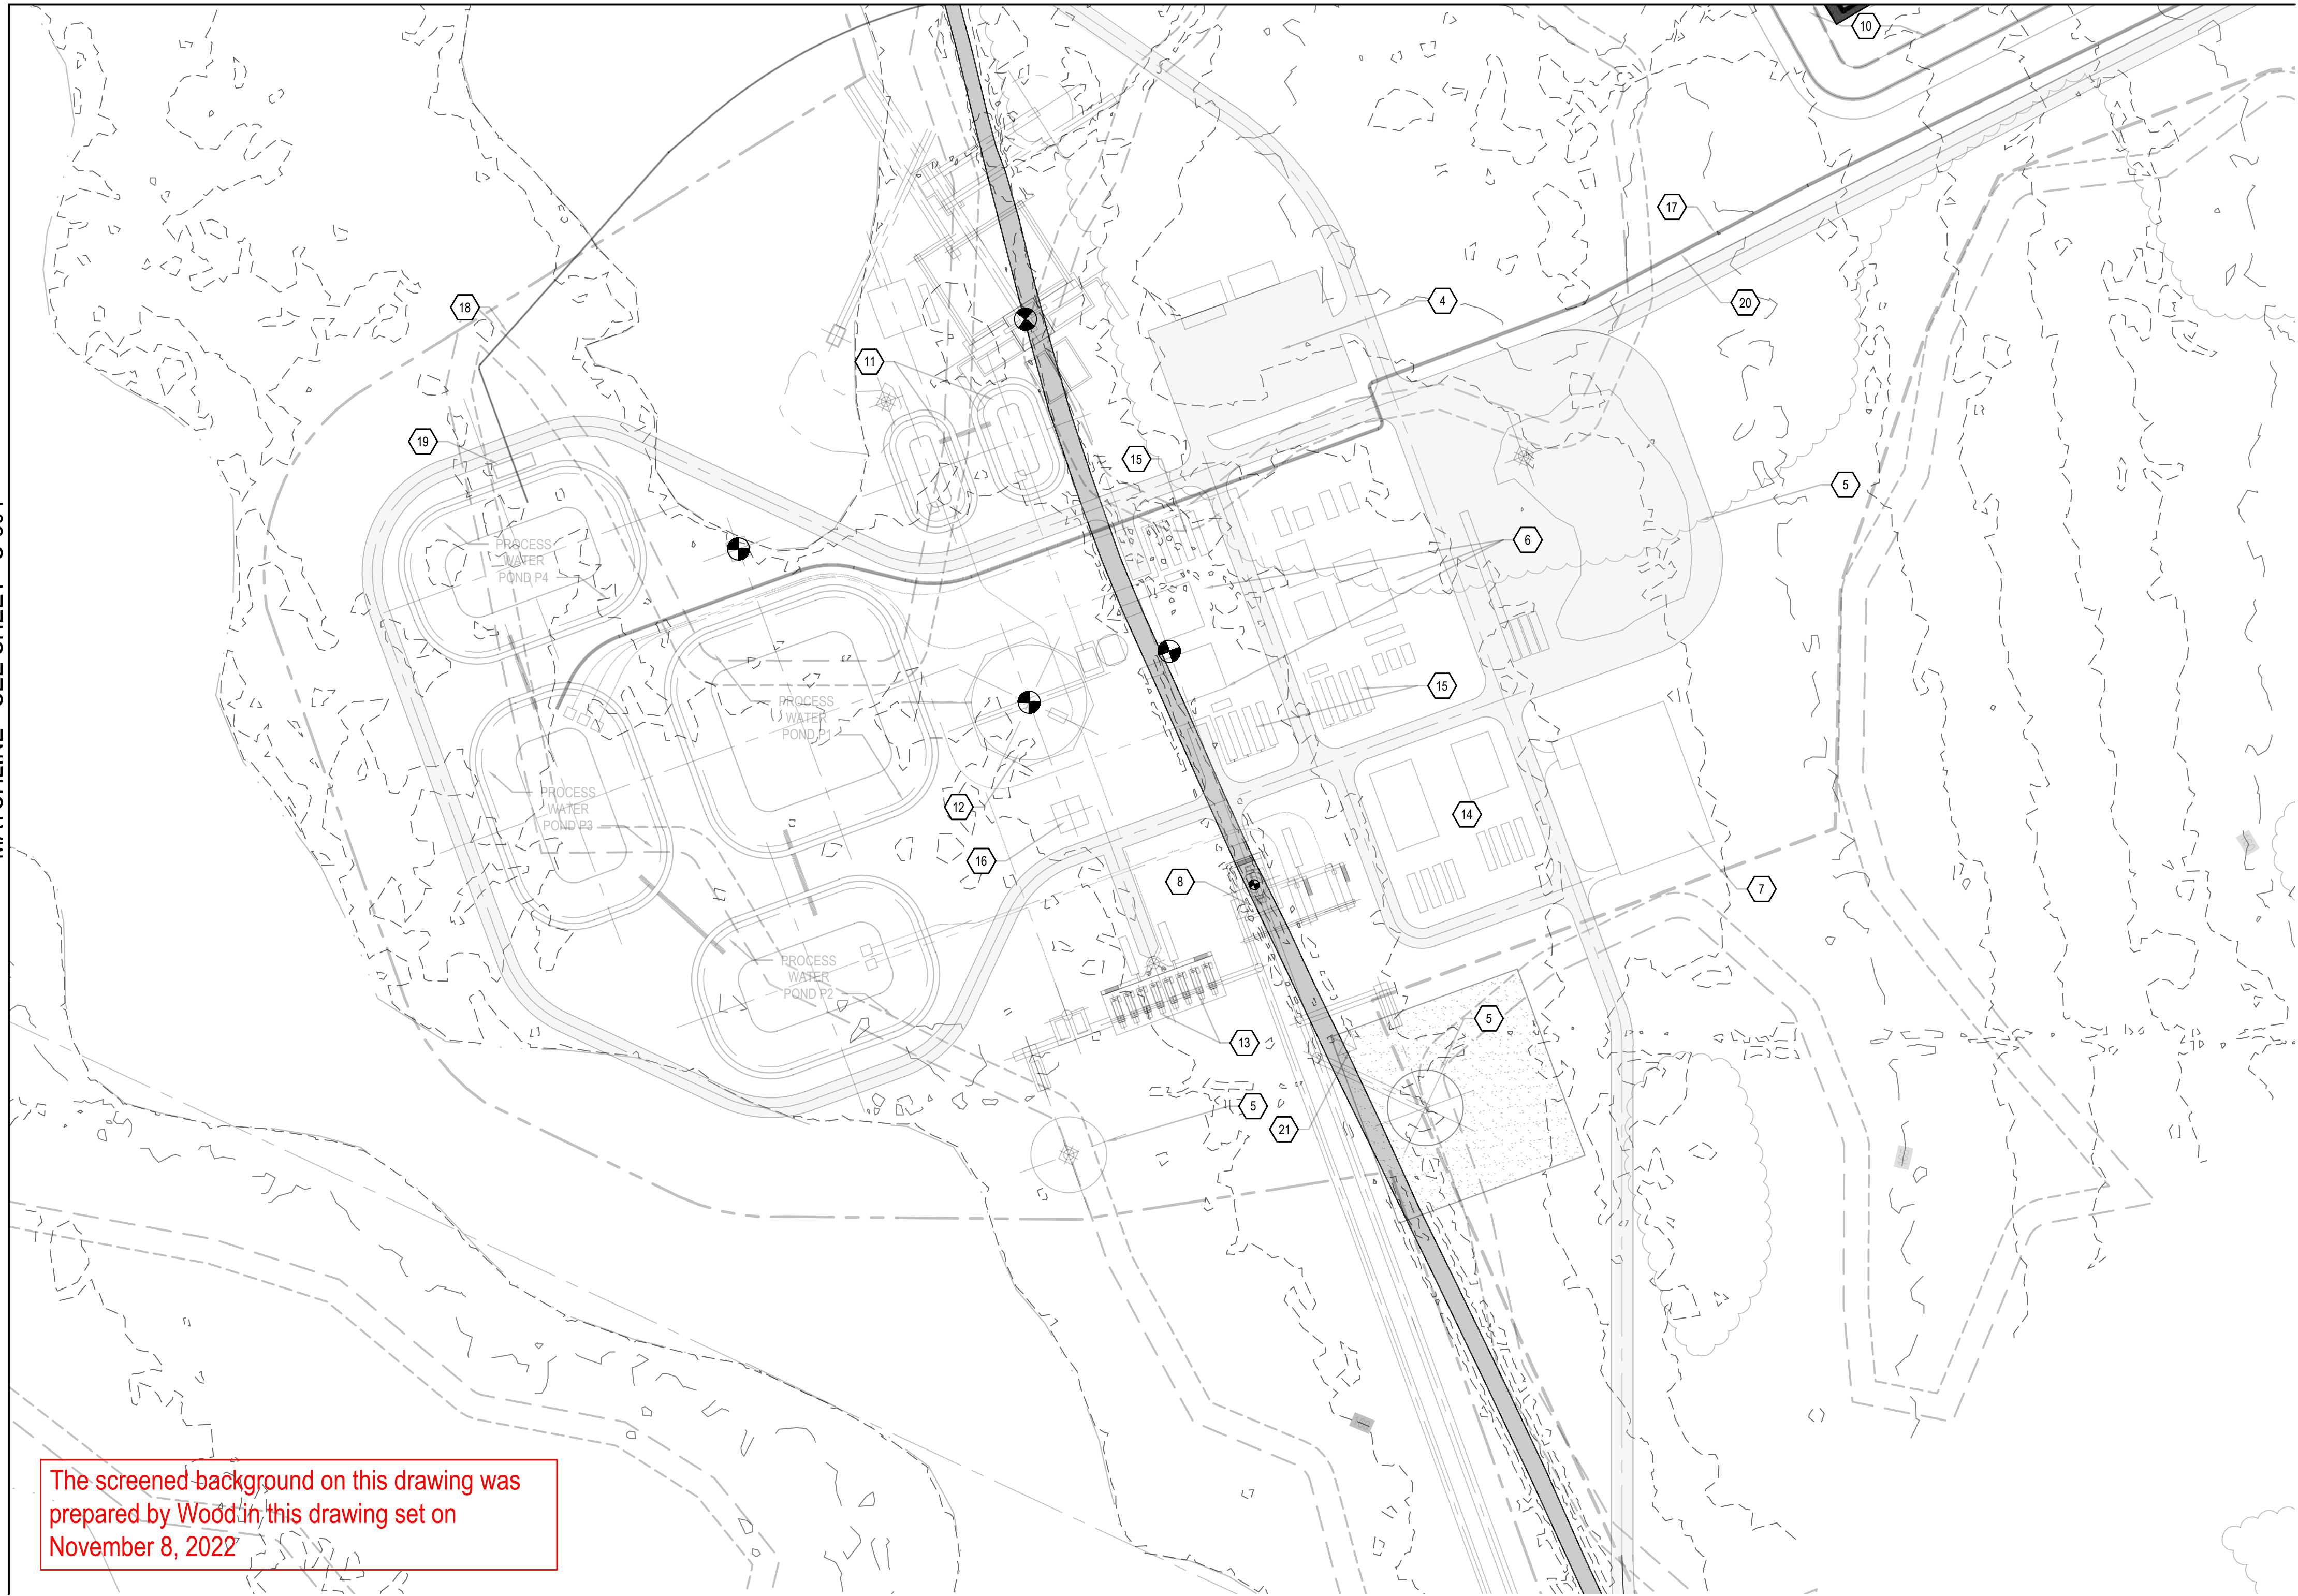 10
17
18
4
20
11
19
15
5
6
PROCESS
WATER
POND P4
15
PROCESS
WATER
POND P1
PROCESS
WATER
POND P3
12
14
16
8
7
PROCESS
WATER
POND P2
5
13
5
21
The screened background on this drawing was
prepared by Wood in this drawing set on
November 8, 2022